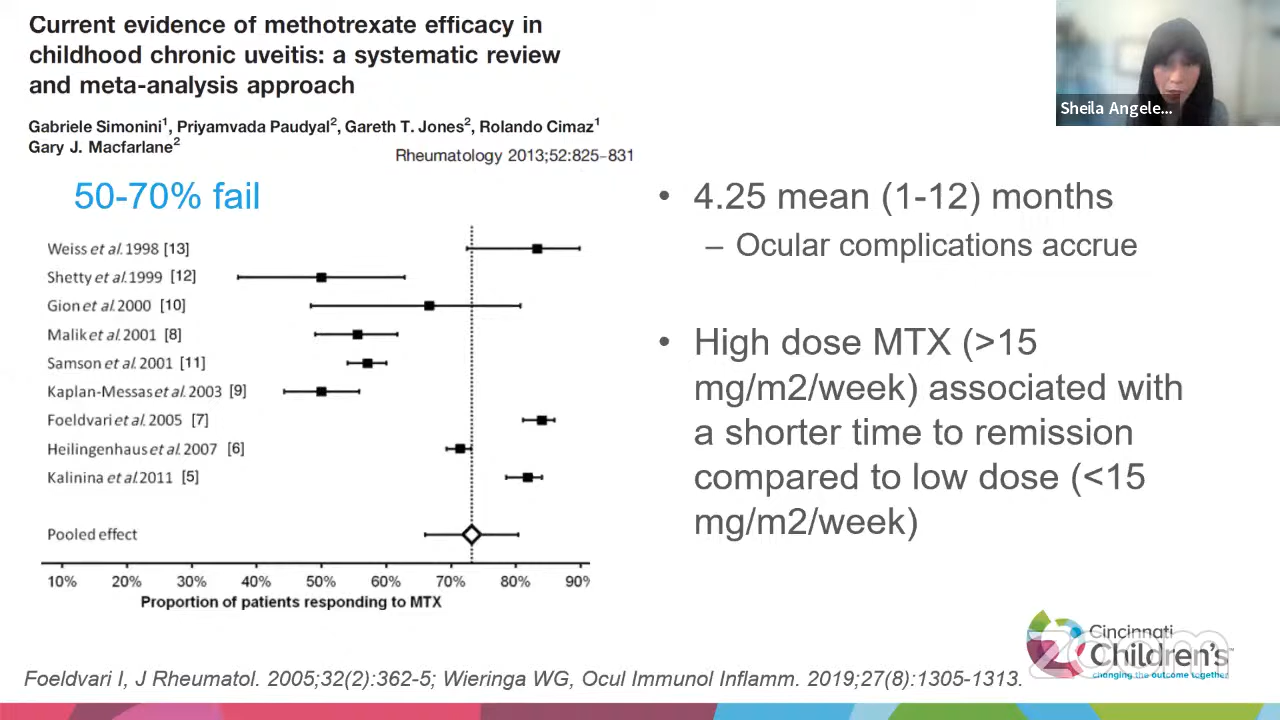 Current evidence of methotrexate efficacy in
childhood chronic uveitis: a systematic review
and meta-analysis approach
Gabriele Simonini1, Priyamvada Paudyal2, Gareth T. Jones2, Rolando Cimaz1
Gary J. Macfarlane2
Rheumatology 2013;52:825–831
Sheila Angele...
50-70% fail
Weiss et al. 1998 [13]
Shetty et al. 1999 [12]
Gion et al. 2000 [10]
Malik et al. 2001 [8]
Samson et al. 2001 [11]
Kaplan-Messas et al. 2003 [9]
Foeldvari et al. 2005 [7]
Heilingenhaus et al. 2007 [6]
Kalinina et al. 2011 [5]
Pooled effect
10% 20% 30% 40% 50% 60% 70% 80% 90%
Proportion of patients responding to MTX
• 4.25 mean (1-12) months
– Ocular complications accrue
• High dose MTX (>15
mg/m2/week) associated with
a shorter time to remission
compared to low dose (<15
mg/m2/week)
Cincinnati
Children's
changing the outcome together
zoom
Foeldvari I, J Rheumatol. 2005;32(2):362-5; Wieringa WG, Ocul Immunol Inflamm. 2019;27(8):1305-1313.